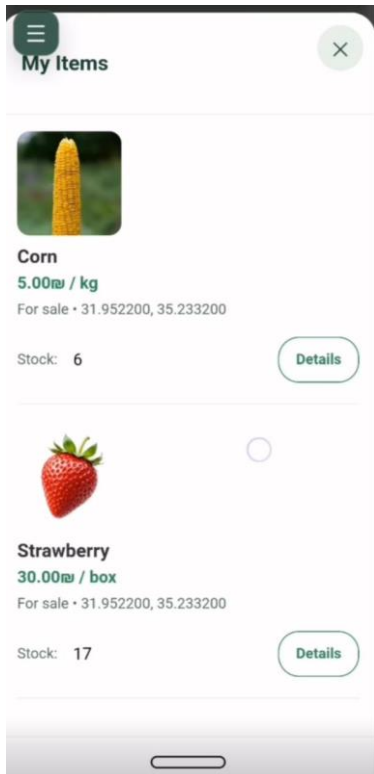 My Items
Corn
5.00₪ / kg
For sale • 31.952200, 35.233200
Stock: 6
Details
Strawberry
30.00₪ / box
For sale • 31.952200, 35.233200
Stock: 17
Details